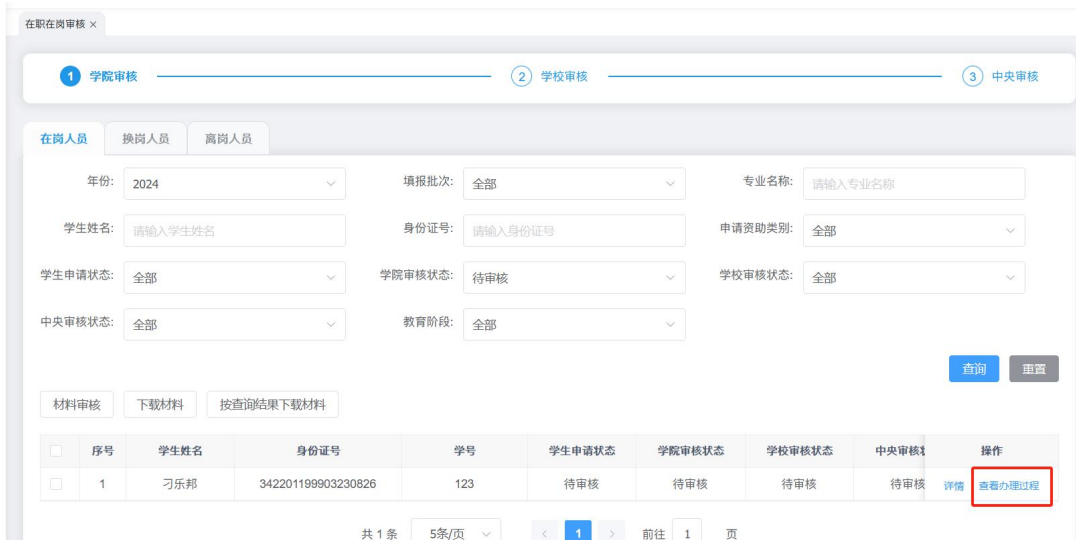 在职在岗审核 ×
1 学院审核 2 学校审核 3 中央审核
在岗人员 换岗人员 离岗人员
年份: 2024 填报批次: 全部 专业名称: 请输入专业名称
学生姓名: 请输入学生姓名 身份证号: 请输入身份证号 申请资助类别: 全部
学生申请状态: 全部 学院审核状态: 待审核 学校审核状态: 全部
中央审核状态: 全部 教育阶段: 全部
查询 重置
材料审核 下载材料 按查询结果下载材料
序号 学生姓名 身份证号 学号 学生申请状态 学院审核状态 学校审核状态 中央审核 操作
1 刁乐邦 342201199903230826 123 待审核 待审核 待审核 待审核 详情 查看办理过程
共 1 条 5条/页 < 1 > 前往 1 页